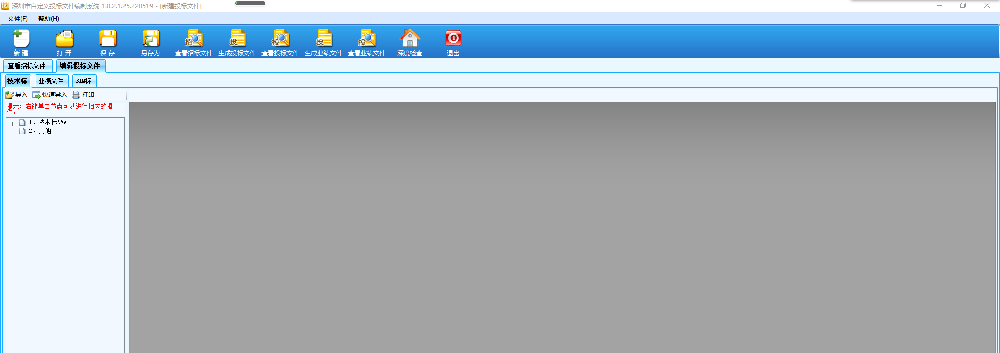 深圳市自定义投标文件编制系统 1.0.2.1.25.220519 - [新建投标文件]
文件(F) 帮助(H)
新 建 打 开 保 存 另存为 查看招标文件 生成投标文件 查看投标文件 生成业绩文件 查看业绩文件 深度检查 退出
查看招标文件 编辑投标文件
技术标 业绩文件 BIM标
导入 快速导入 打印
提示：右键单击节点可以进行相应的操
作。
1、技术标AAA
2、其他